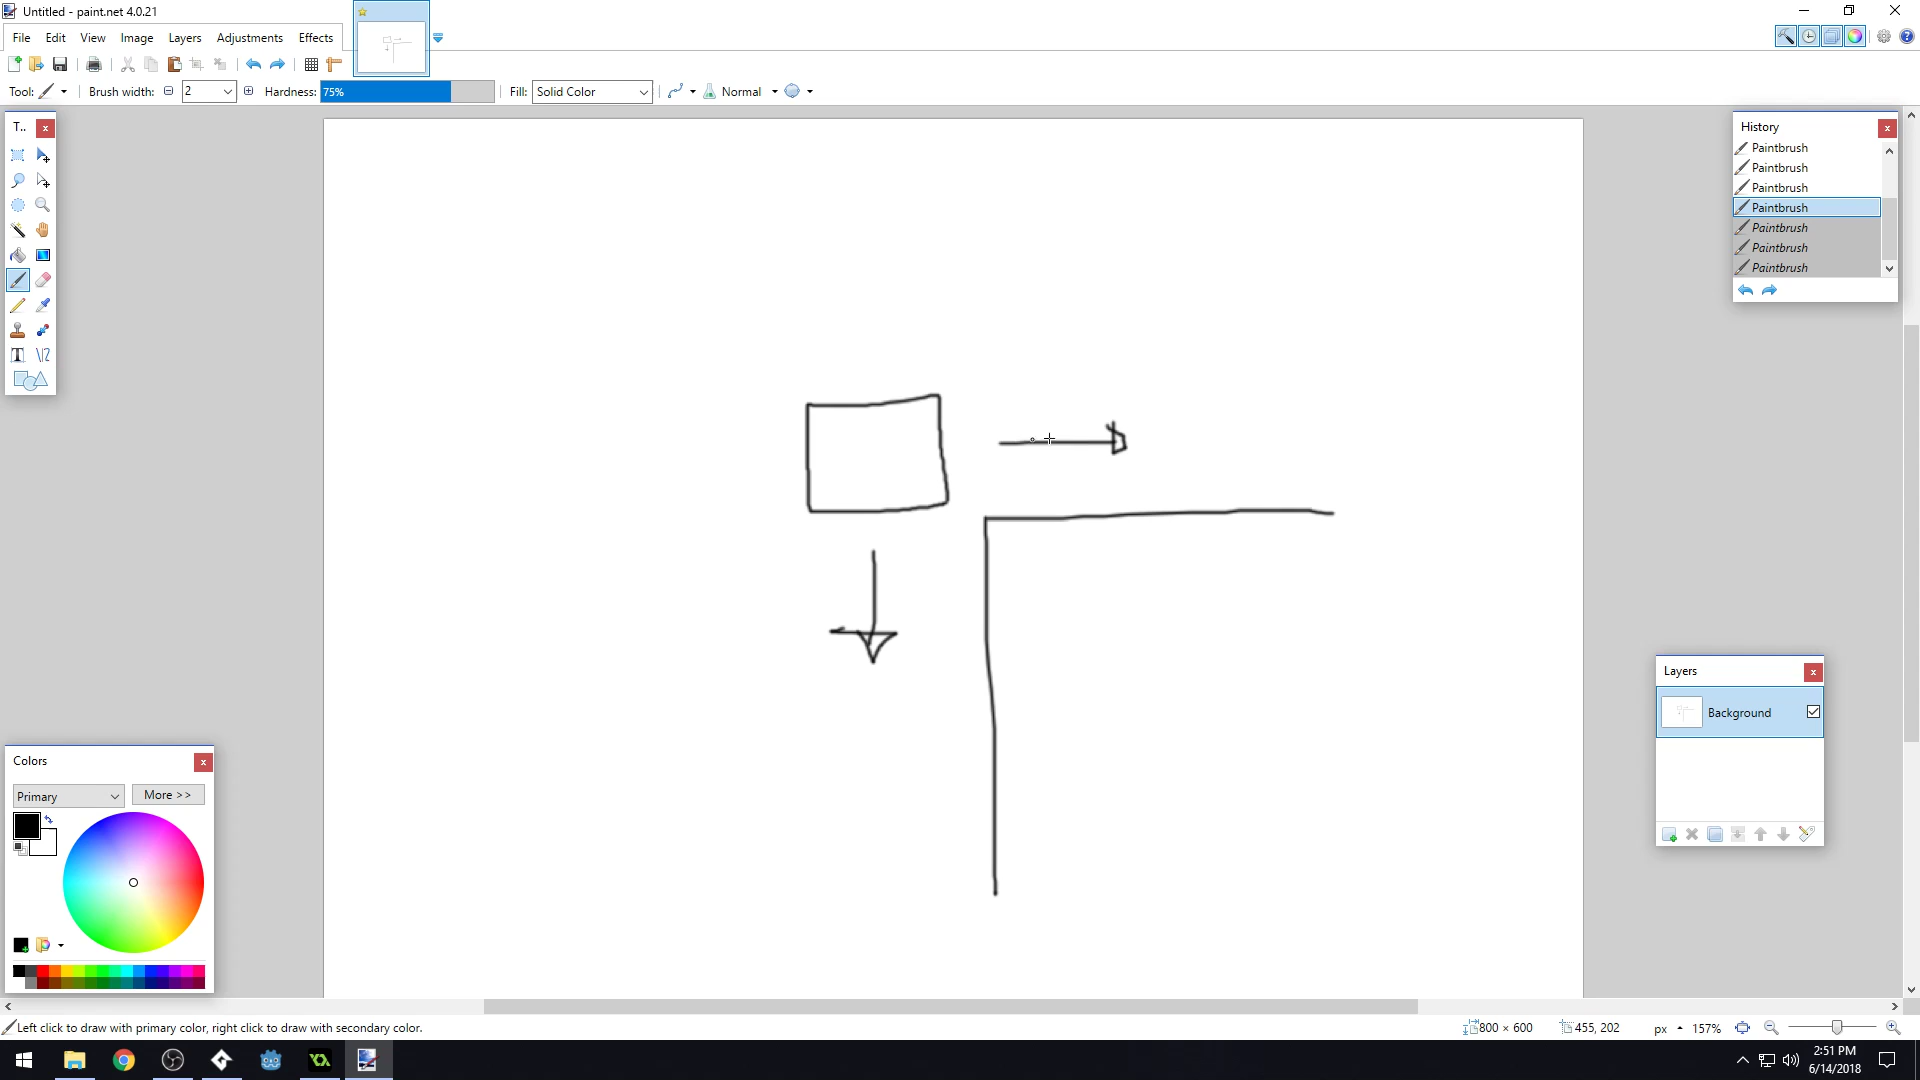 Untitled - paint.net 4.0.21
File Edit View Image Layers Adjustments Effects
Tool: Brush width: 2 Hardness: 75% Fill: Solid Color Normal
T..
History
Paintbrush
Paintbrush
Paintbrush
Paintbrush
Paintbrush
Paintbrush
Paintbrush
Layers
Background
Colors
Primary More >>
Left click to draw with primary color, right click to draw with secondary color.
800 × 600 455, 202 px 157%
2:51 PM
6/14/2018